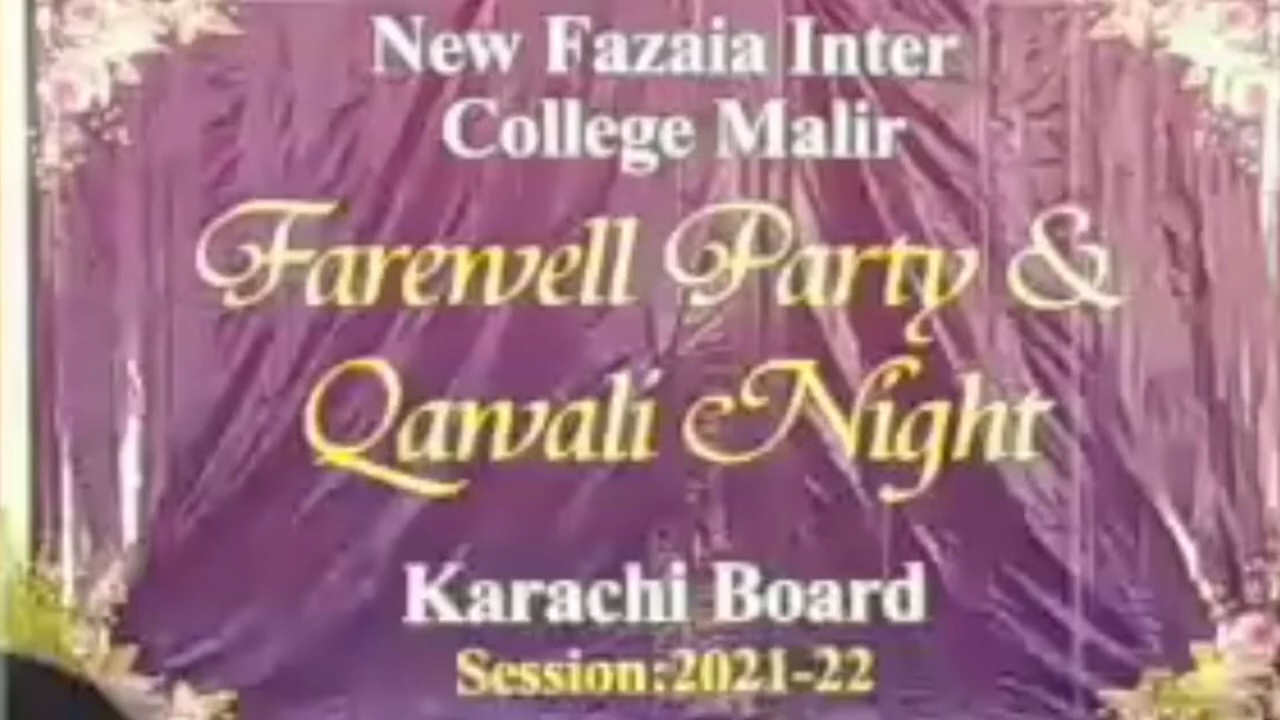 New Fazaia Inter
College Malir
Farewell Party &
Qawali Night
Karachi Board
Session:2021-22